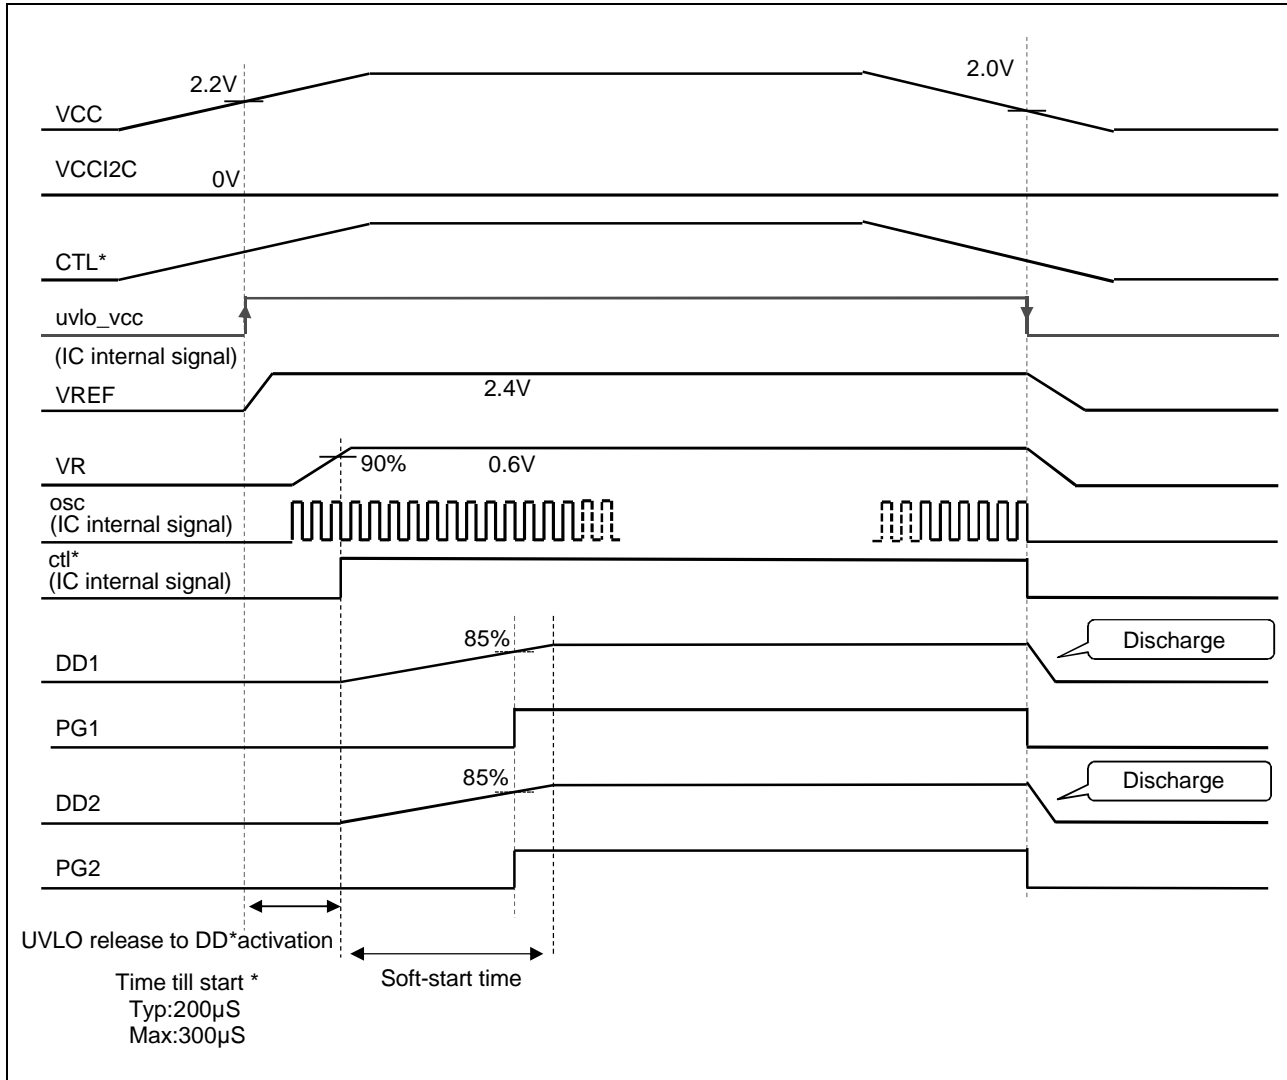 2.2V
2.0V
VCC
VCCI2C
0V
CTL*
uvlo_vcc
(IC internal signal)
VREF
2.4V
VR
90%
0.6V
osc
(IC internal signal)
ctl*
(IC internal signal)
85%
Discharge
DD1
PG1
85%
Discharge
DD2
PG2
UVLO release to DD*activation
Time till start *
Soft-start time
Typ:200µS
Max:300µS